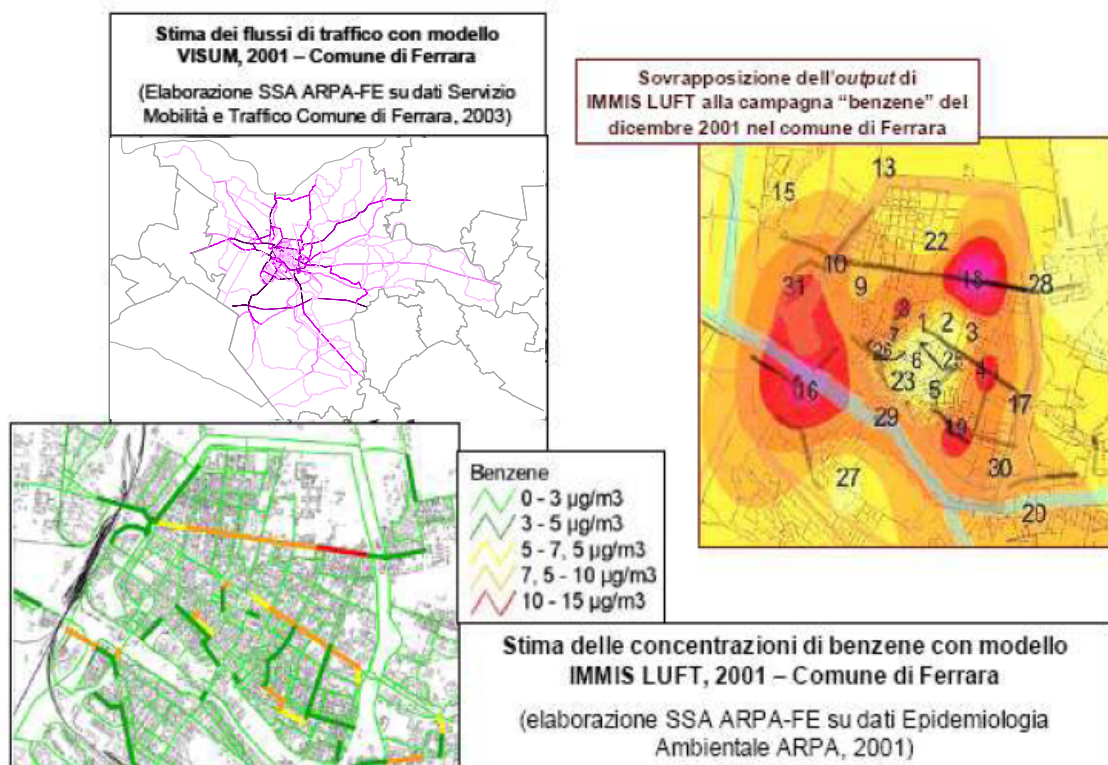 Stima dei flussi di traffico con modello
VISUM, 2001 – Comune di Ferrara
(Elaborazione SSA ARPA-FE su dati Servizio
Mobilità e Traffico Comune di Ferrara, 2003)
Sovrapposizione dell'output di
IMMIS LUFT alla campagna "benzene" del
dicembre 2001 nel comune di Ferrara
13
15
22
10
31
9
18
28
8
1
2
3
7
26
6
25
4
23
5
16
17
29
19
30
27
20
Benzene
0 - 3 µg/m3
3 - 5 µg/m3
5 - 7, 5 µg/m3
7, 5 - 10 µg/m3
10 - 15 µg/m3
Stima delle concentrazioni di benzene con modello
IMMIS LUFT, 2001 – Comune di Ferrara
(elaborazione SSA ARPA-FE su dati Epidemiologia
Ambientale ARPA, 2001)